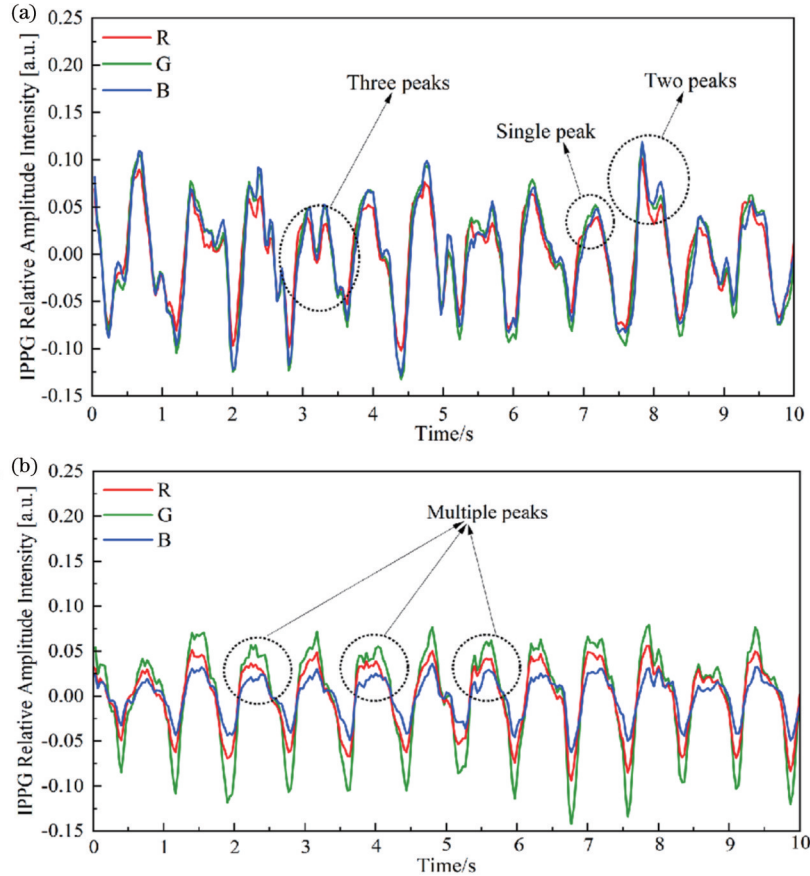 (a)
IPPG Relative Amplitude Intensity [a.u.]
0.25
0.20
0.15
0.10
0.05
0.00
-0.05
-0.10
-0.15
R
G
B
Three peaks
Single peak
Two peaks
0 1 2 3 4 5 6 7 8 9 10
Time/s
(b)
IPPG Relative Amplitude Intensity [a.u.]
0.25
0.20
0.15
0.10
0.05
0.00
-0.05
-0.10
-0.15
R
G
B
Multiple peaks
0 1 2 3 4 5 6 7 8 9 10
Time/s